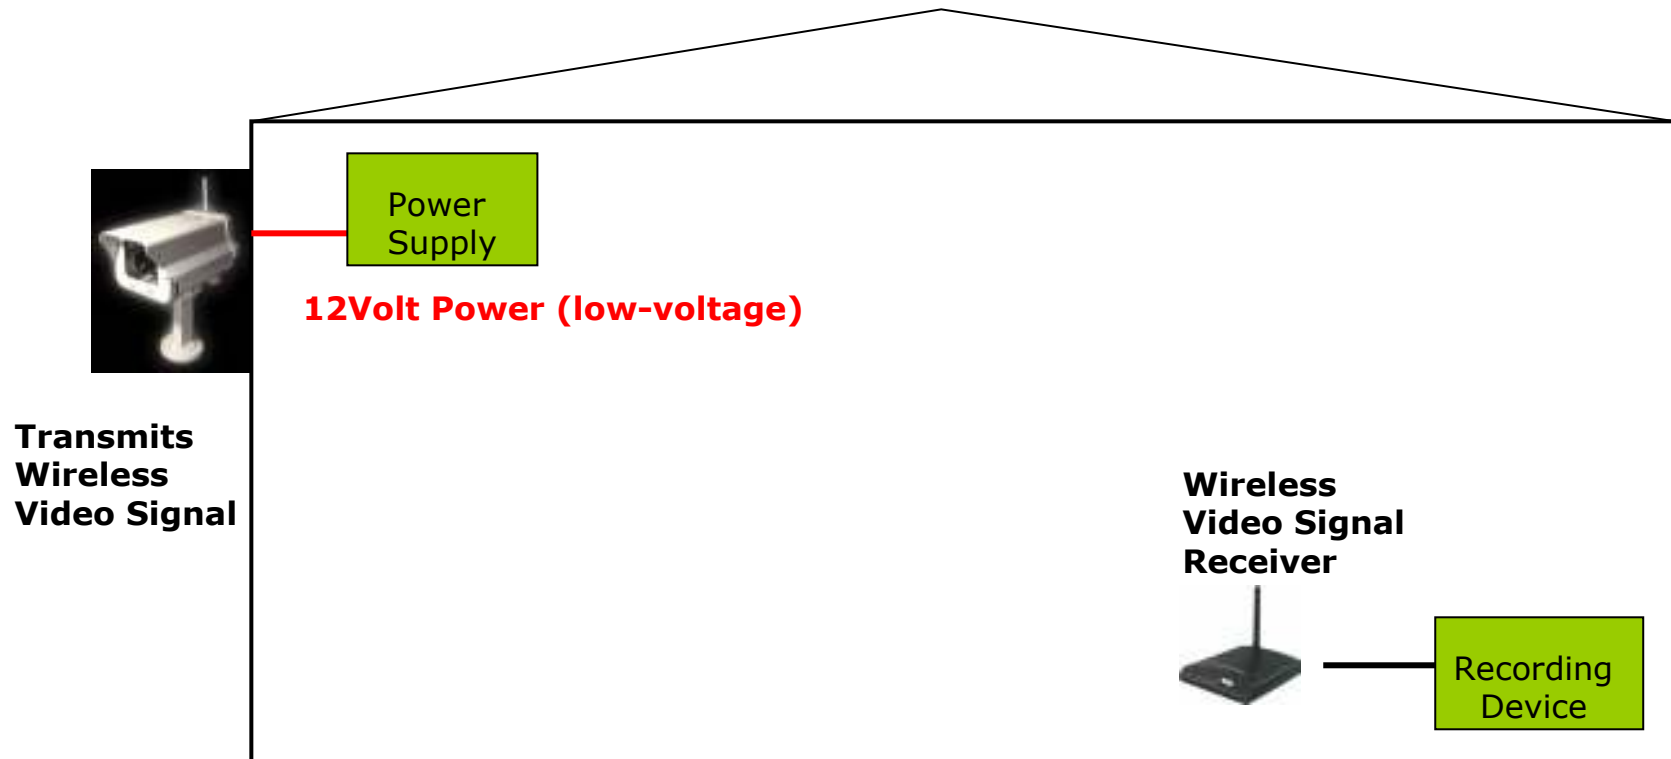 Power
Supply
12Volt Power (low-voltage)
Transmits
Wireless
Video Signal
Wireless
Video Signal
Receiver
Recording
Device